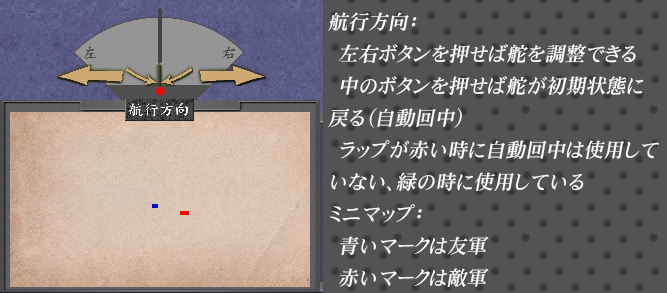 左
右
航行方向
航行方向：
左右ボタンを押せば舵を調整できる
中のボタンを押せば舵が初期状態に
戻る（自動回中）
ラップが赤い時に自動回中は使用して
いない、緑の時に使用している
ミニマップ：
青いマークは友軍
赤いマークは敵軍